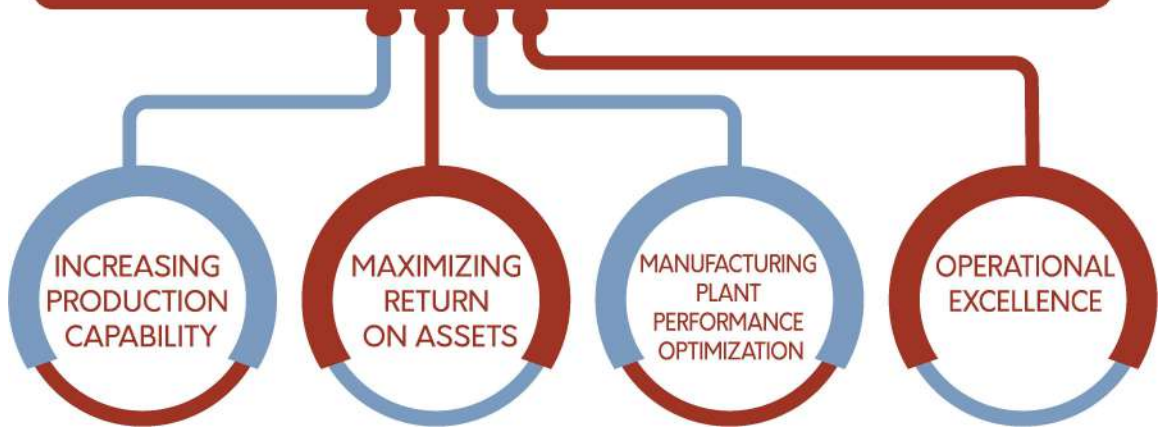 INCREASING
PRODUCTION
CAPABILITY
MAXIMIZING
RETURN
ON ASSETS
MANUFACTURING
PLANT
PERFORMANCE
OPTIMIZATION
OPERATIONAL
EXCELLENCE